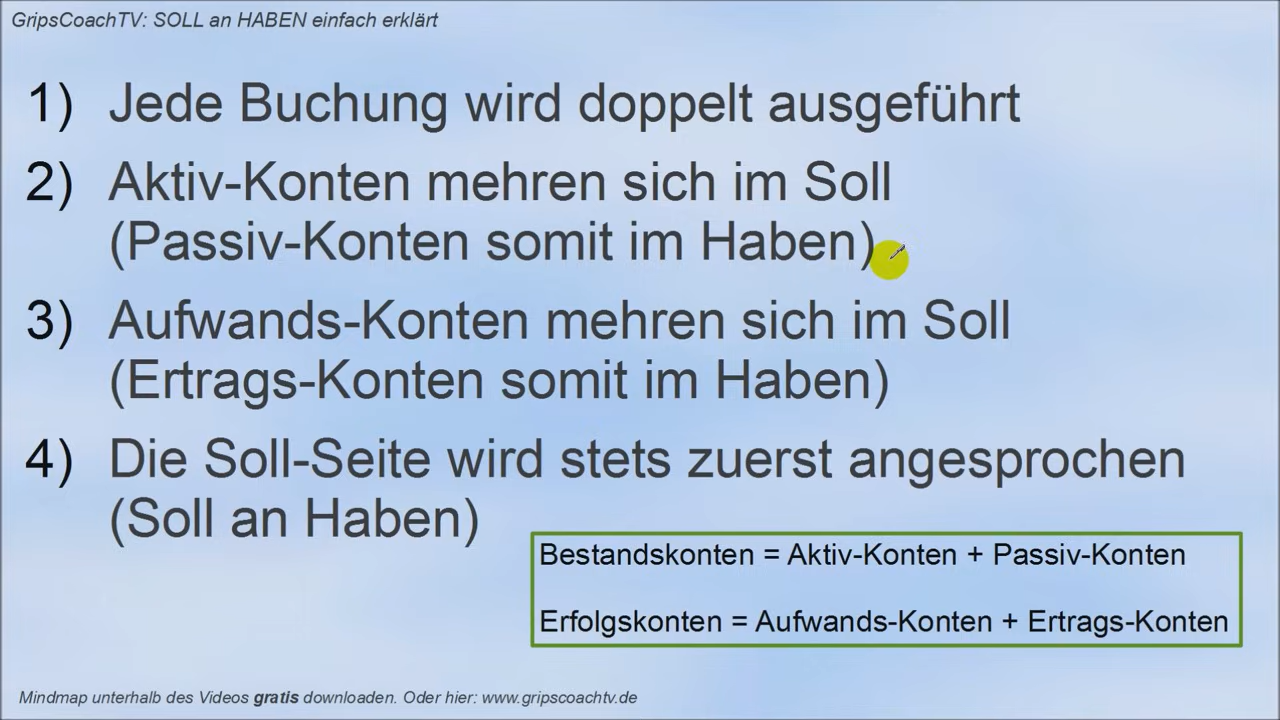 GripsCoachTV: SOLL an HABEN einfach erklärt
1) Jede Buchung wird doppelt ausgeführt
2) Aktiv-Konten mehren sich im Soll
(Passiv-Konten somit im Haben)
3) Aufwands-Konten mehren sich im Soll
(Ertrags-Konten somit im Haben)
4) Die Soll-Seite wird stets zuerst angesprochen
(Soll an Haben)
Bestandskonten = Aktiv-Konten + Passiv-Konten
Erfolgskonten = Aufwands-Konten + Ertrags-Konten
Mindmap unterhalb des Videos gratis downloaden. Oder hier: www.gripscoachtv.de